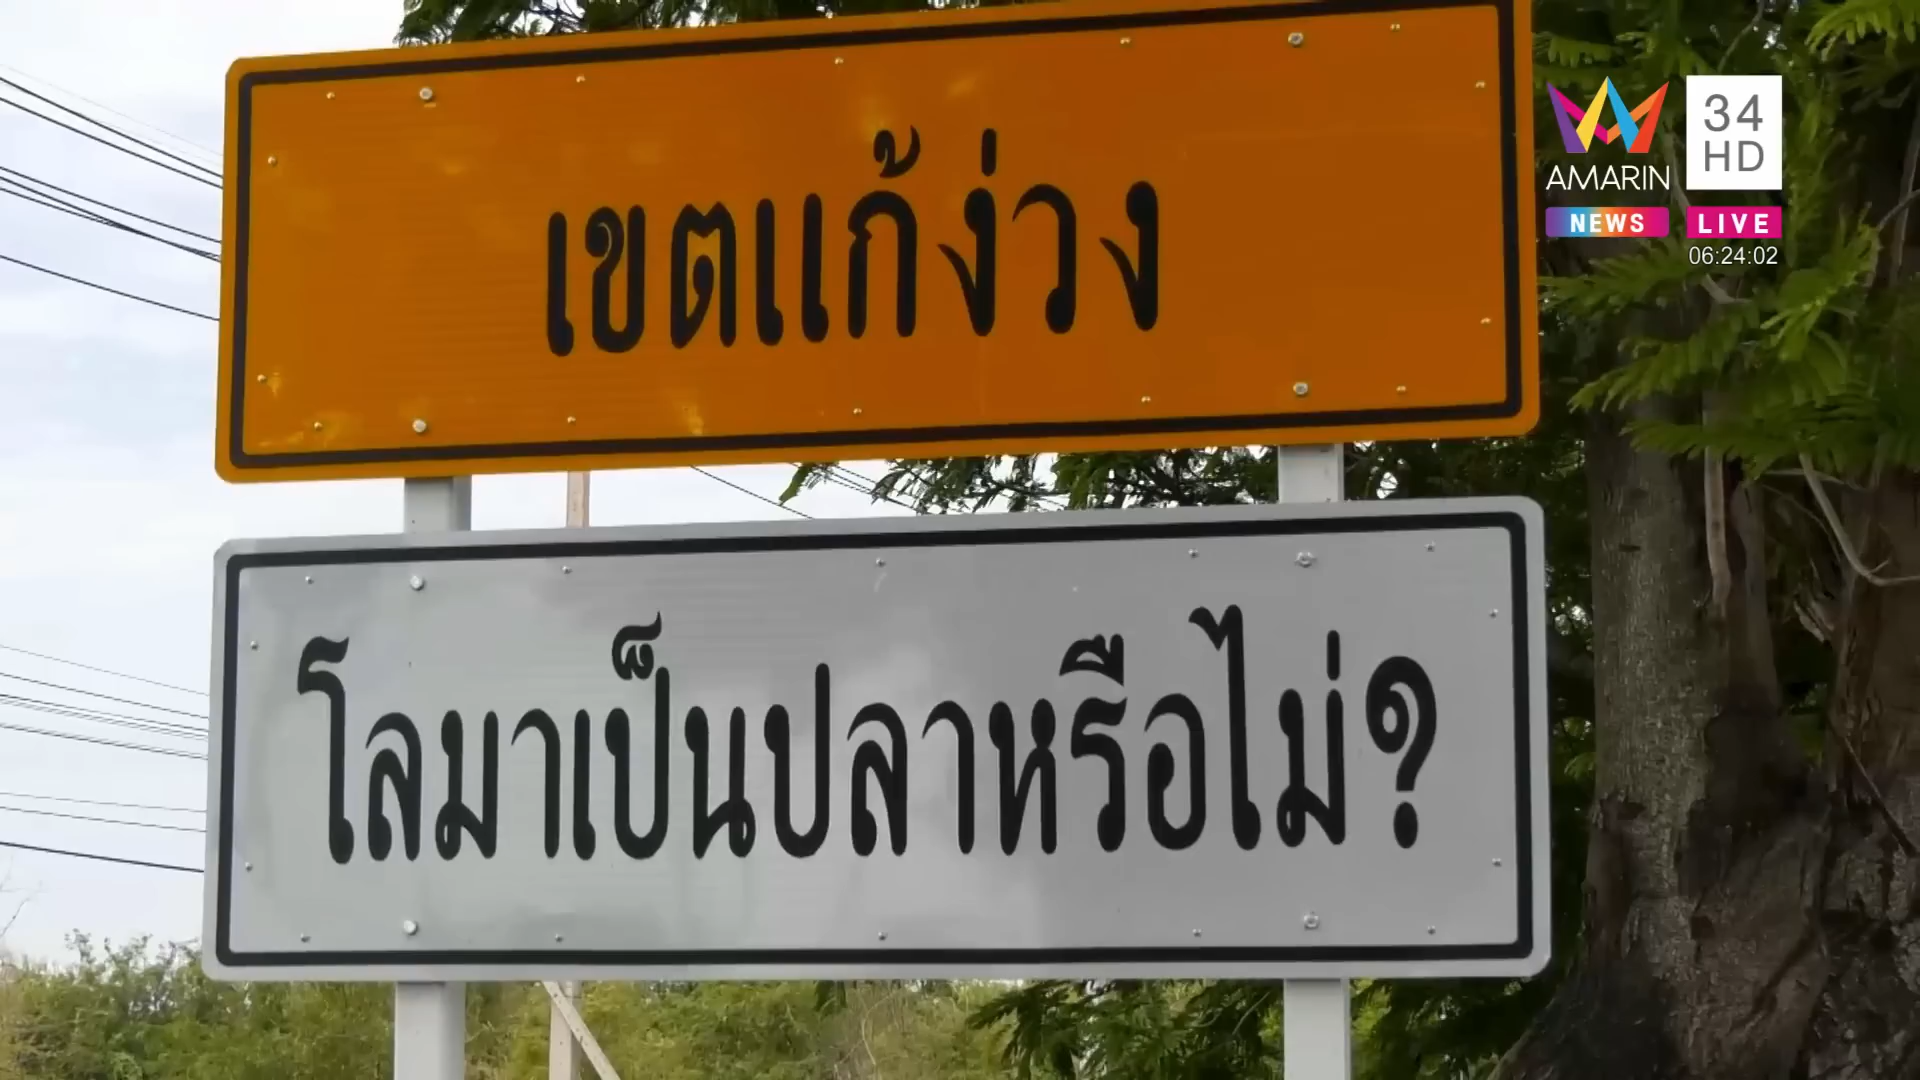 เขตแก้ง่วง
โลมาเป็นปลาหรือไม่?
AMARIN
NEWS
34
HD
LIVE
06:24:02